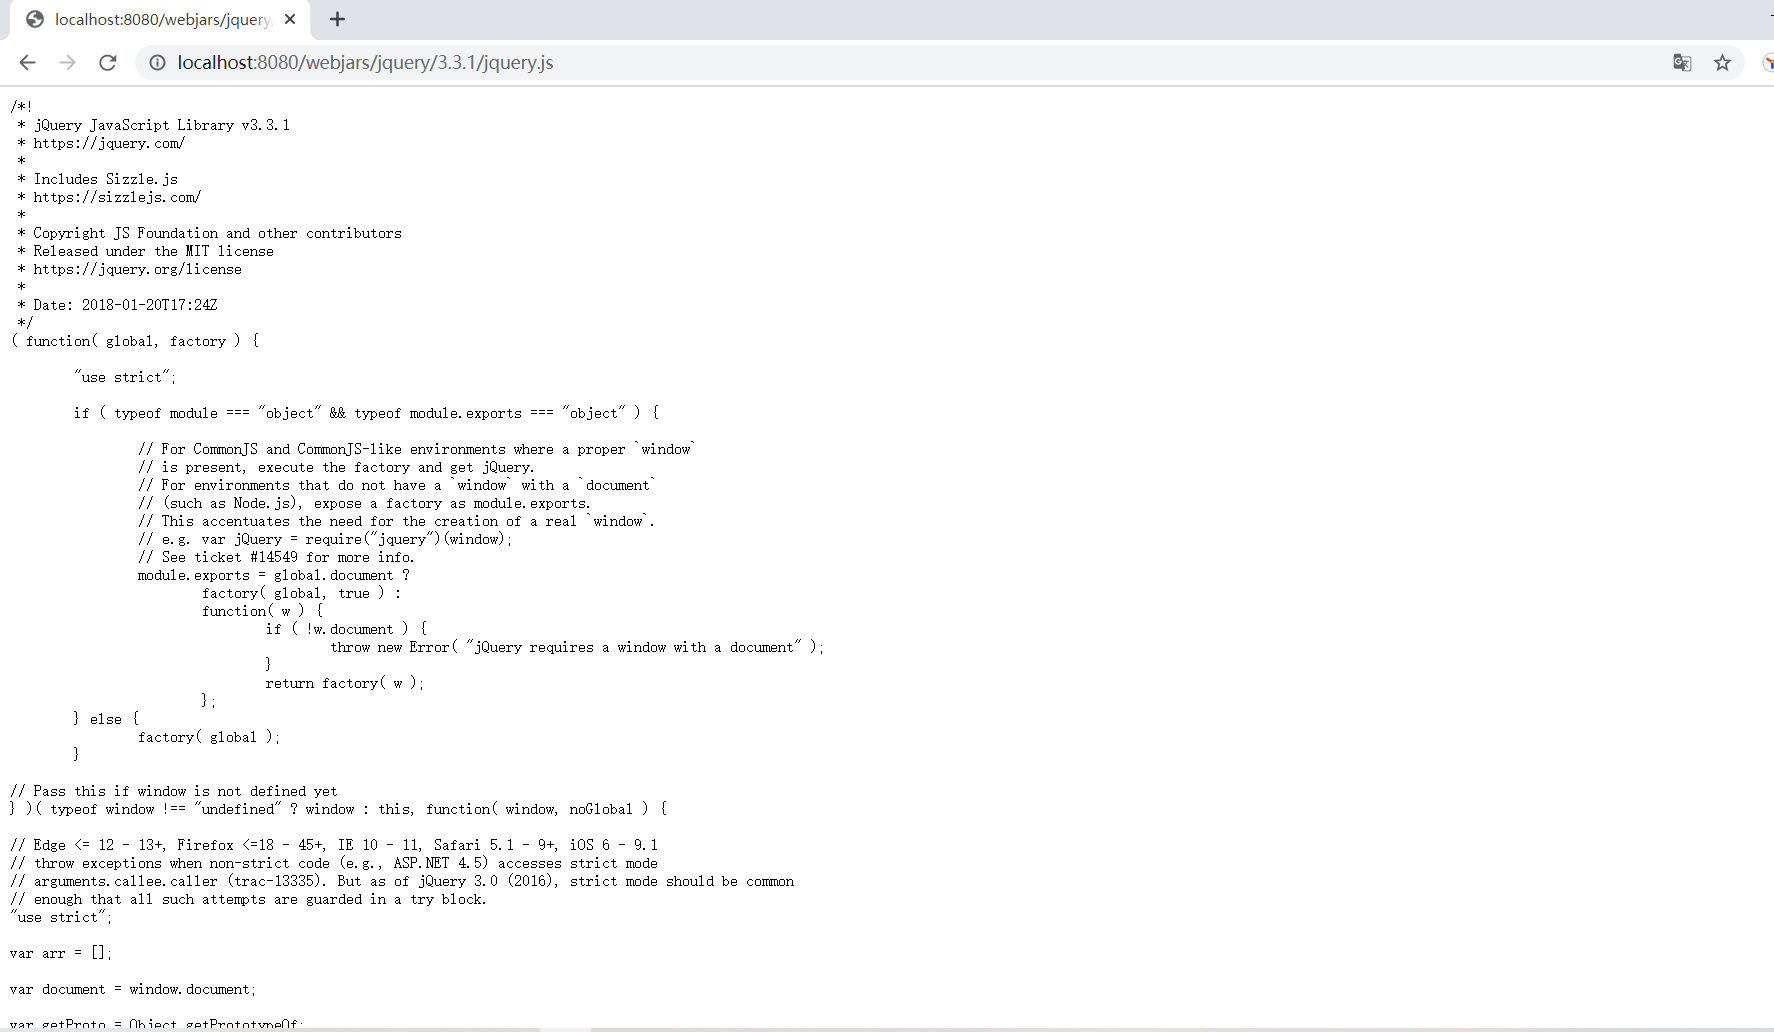 localhost:8080/webjars/jquery
localhost:8080/webjars/jquery/3.3.1/jquery.js
/*!
 * jQuery JavaScript Library v3.3.1
 * https://jquery.com/
 *
 * Includes Sizzle.js
 * https://sizzlejs.com/
 *
 * Copyright JS Foundation and other contributors
 * Released under the MIT license
 * https://jquery.org/license
 *
 * Date: 2018-01-20T17:24Z
 */
( function( global, factory ) {
"use strict";
if ( typeof module === "object" && typeof module.exports === "object" ) {
// For CommonJS and CommonJS-like environments where a proper `window`
// is present, execute the factory and get jQuery.
// For environments that do not have a `window` with a `document`
// (such as Node.js), expose a factory as module.exports.
// This accentuates the need for the creation of a real `window`.
// e.g. var jQuery = require("jquery")(window);
// See ticket #14549 for more info.
module.exports = global.document ?
factory( global, true ) :
function( w ) {
if ( !w.document ) {
throw new Error( "jQuery requires a window with a document" );
}
return factory( w );
};
} else {
factory( global );
}
// Pass this if window is not defined yet
} )( typeof window !== "undefined" ? window : this, function( window, noGlobal ) {
// Edge <= 12 - 13+, Firefox <=18 - 45+, IE 10 - 11, Safari 5.1 - 9+, iOS 6 - 9.1
// throw exceptions when non-strict code (e.g., ASP.NET 4.5) accesses strict mode
// arguments.callee.caller (trac-13335). But as of jQuery 3.0 (2016), strict mode should be common
// enough that all such attempts are guarded in a try block.
"use strict";
var arr = [];
var document = window.document;
var getProto = Object.getPrototypeOf;